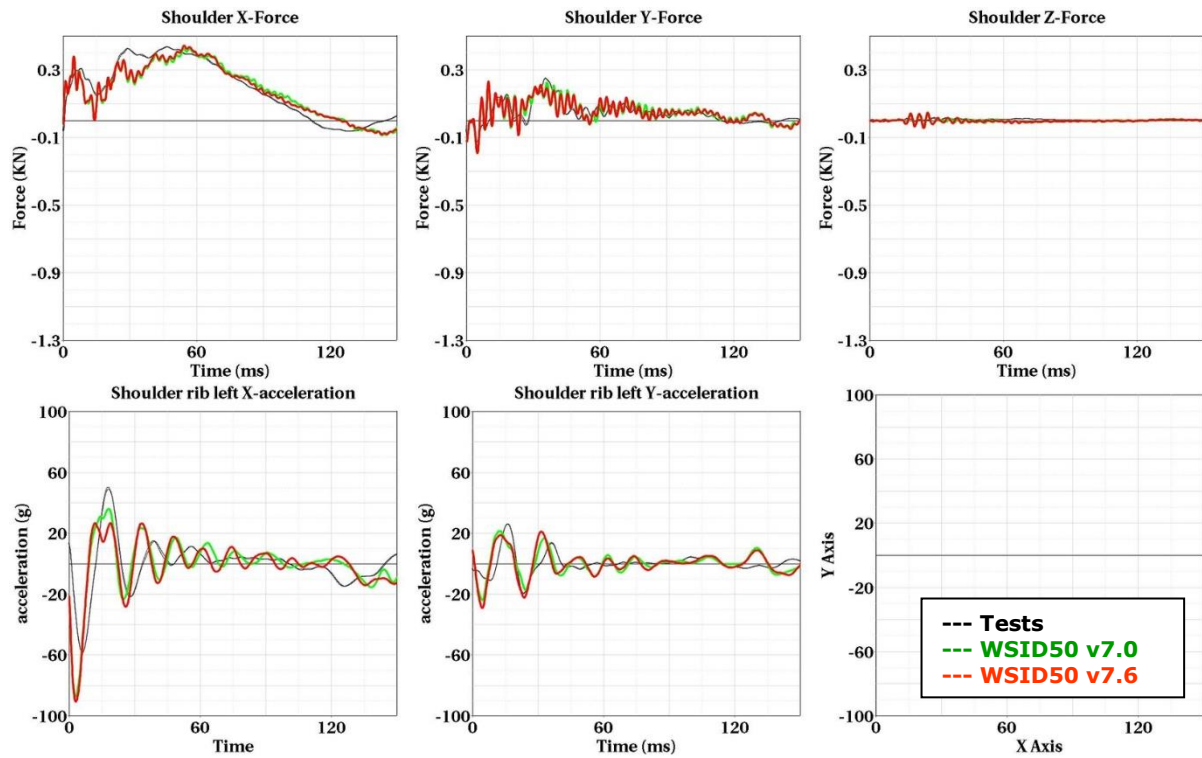 Shoulder X-Force
Shoulder Y-Force
Shoulder Z-Force
Force (KN)
0.3
-0.1
-0.5
-0.9
-1.3
0
60
120
Time (ms)
Force (KN)
0.3
-0.1
-0.5
-0.9
-1.3
0
60
120
Time (ms)
Force (KN)
0.3
-0.1
-0.5
-0.9
-1.3
0
60
120
Time (ms)
Shoulder rib left X-acceleration
Shoulder rib left Y-acceleration
acceleration (g)
100
60
20
-20
-60
-100
0
60
120
Time
acceleration (g)
100
60
20
-20
-60
-100
0
60
120
Time (ms)
Y Axis
100
60
20
-20
-60
-100
0
60
120
X Axis
--- Tests
--- WSID50 v7.0
--- WSID50 v7.6